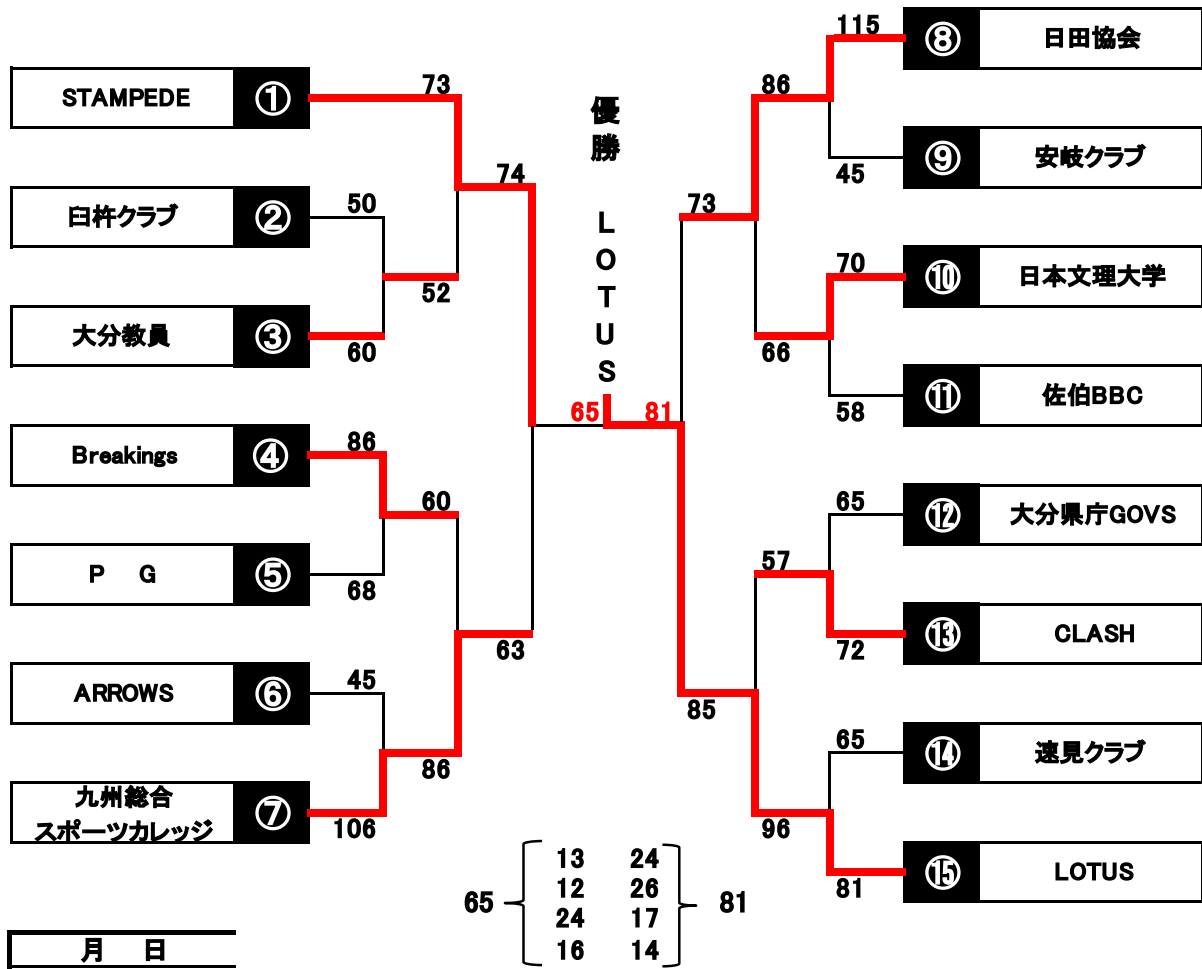 115
⑧ 日田協会
STAMPEDE ①
73
86
優勝 LOTUS
45
⑨ 安岐クラブ
74
臼杵クラブ ②
50
73
52
70
⑩ 日本文理大学
大分教員 ③
60
66
58
⑪ 佐伯BBC
65 81
Breakings ④
86
60
65
⑫ 大分県庁GOVS
P G ⑤
68
57
63
72
⑬ CLASH
ARROWS ⑥
45
85
65
⑭ 速見クラブ
86
九州総合
スポーツカレッジ ⑦
106
96
81
⑮ LOTUS
13 24
12 26
65 81
24 17
16 14
月 日